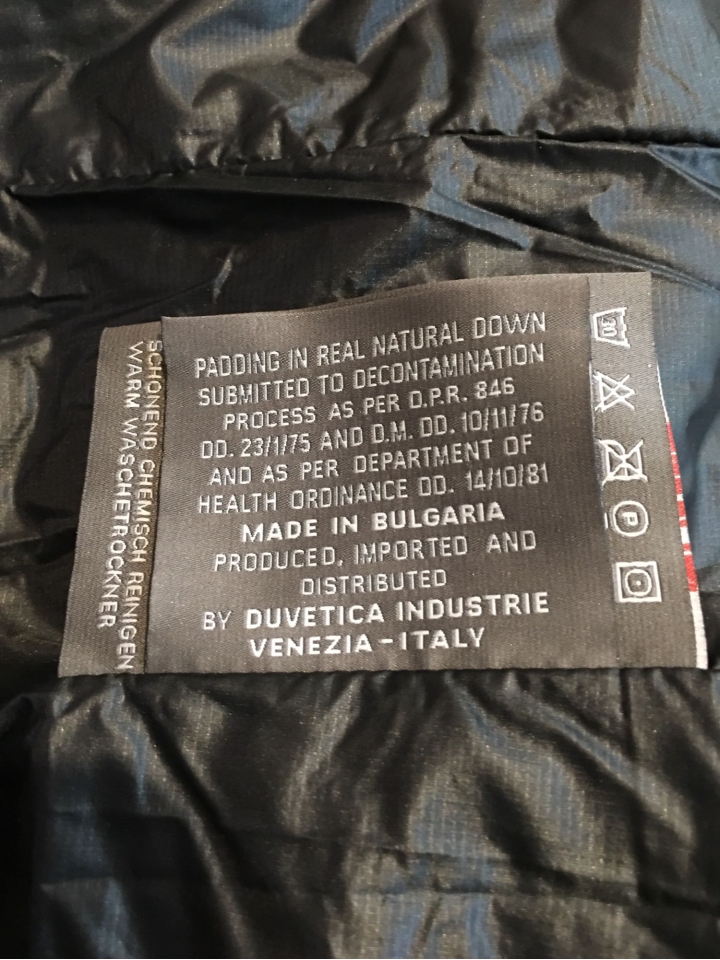 PADDING IN REAL NATURAL DOWN
SUBMITTED TO DECONTAMINATION
PROCESS AS PER D.P.R. 846
DD. 23/1/75 AND D.M. DD. 10/11/76
AND AS PER DEPARTMENT OF
HEALTH ORDINANCE DD. 14/10/81
MADE IN BULGARIA
PRODUCED, IMPORTED AND
DISTRIBUTED
BY DUVETICA INDUSTRIE
VENEZIA - ITALY
SCHONEND CHEMISCH REINIGEN
WARM WASCHETROCKNER
30
P